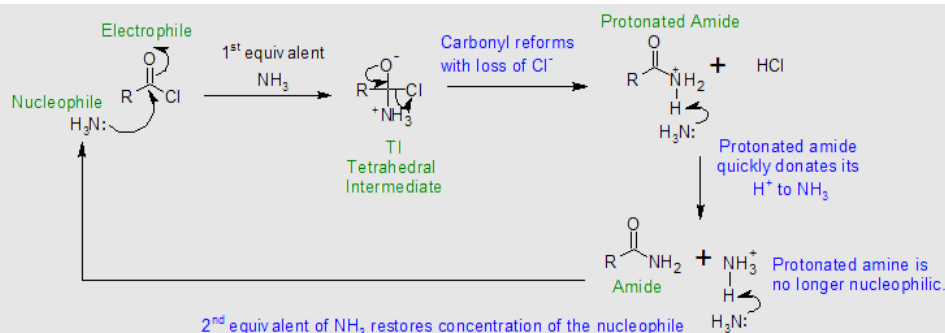 Electrophile
O
R
Cl
Nucleophile
H₃N:
1ˢᵗ equivalent
NH₃
O⁻
R
Cl
⁺NH₃
TI
Tetrahedral
Intermediate
Carbonyl reforms
with loss of Cl⁻
Protonated Amide
O
R
⁺
NH₂
H
H₃N:
+
HCl
Protonated amide
quickly donates its
H⁺ to NH₃
O
R
NH₂
Amide
+
NH₃⁺
H
H₃N:
Protonated amine is
no longer nucleophilic.
2ⁿᵈ equivalent of NH₃ restores concentration of the nucleophile